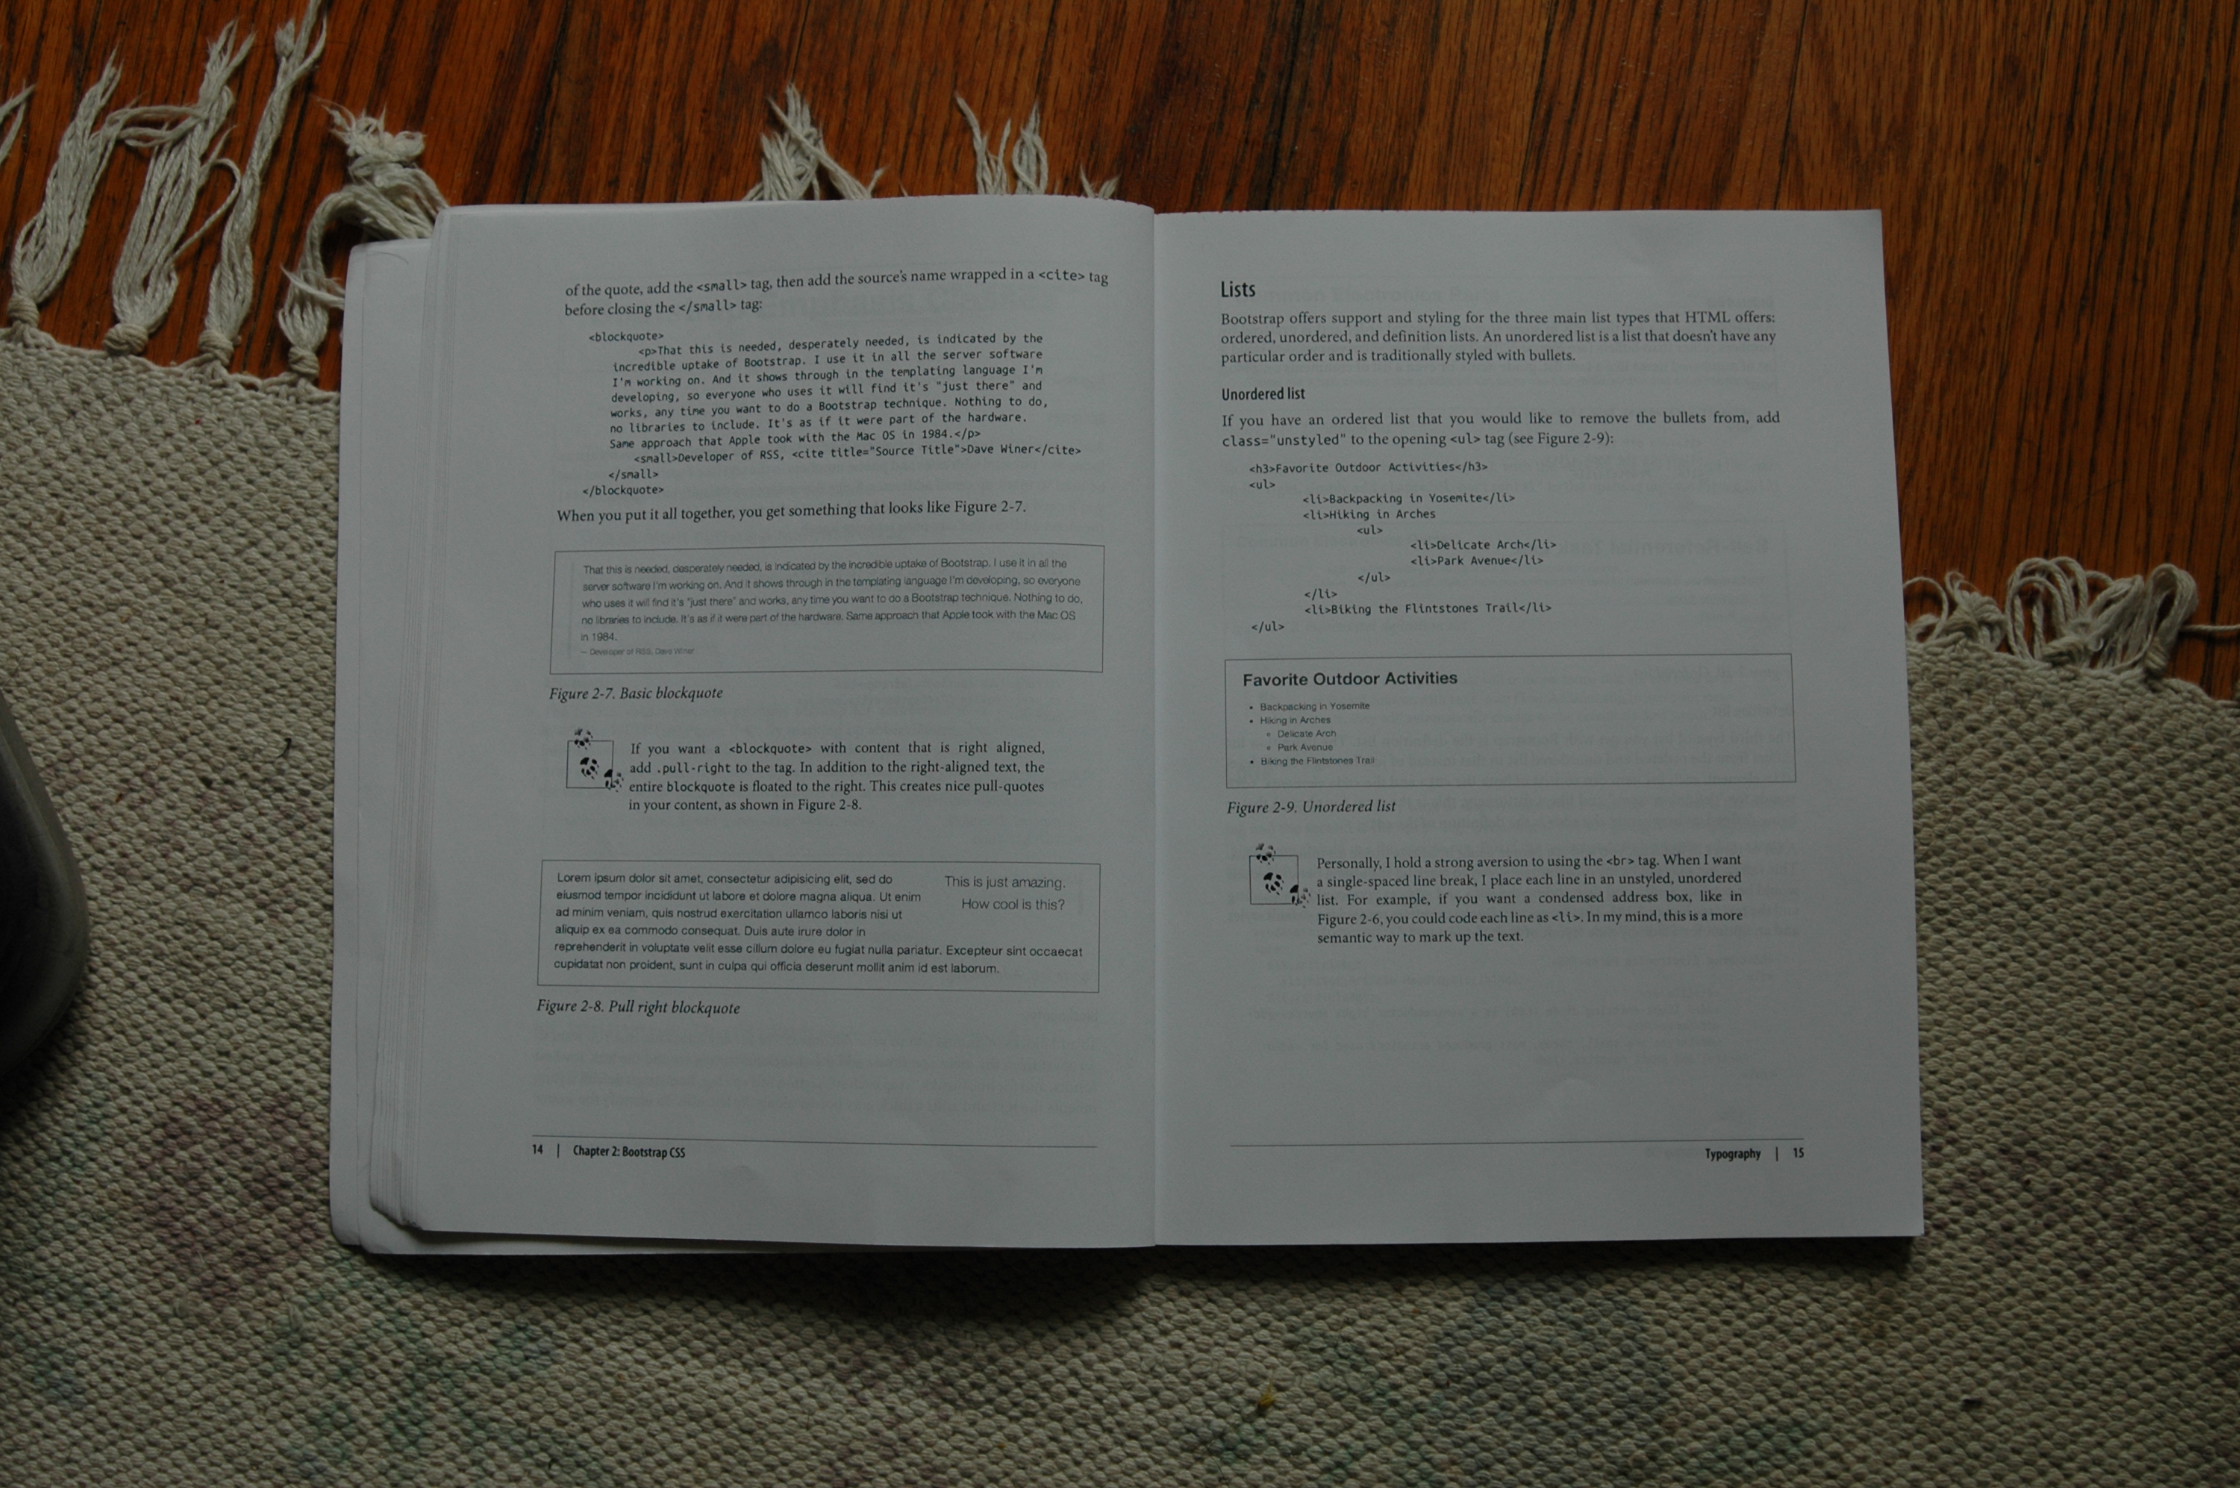 of the quote, add the <small> tag, then add the source's name wrapped in a <cite> tag
before closing the </small> tag:
<blockquote>
<p>That this is needed, desperately needed, is indicated by the
incredible uptake of Bootstrap. I use it in all the server software
I'm working on. And it shows through in the templating language I'm
developing, so everyone who uses it will find it's "just there" and
works, any time you want to do a Bootstrap technique. Nothing to do,
no libraries to include. It's as if it were part of the hardware.
Same approach that Apple took with the Mac OS in 1984.</p>
<small>Developer of RSS, <cite title="Source Title">Dave Winer</cite>
</small>
</blockquote>
When you put it all together, you get something that looks like Figure 2-7.
That this is needed, desperately needed, is indicated by the incredible uptake of Bootstrap. I use it in all the
server software I'm working on. And it shows through in the templating language I'm developing, so everyone
who uses it will find it's "just there" and works, any time you want to do a Bootstrap technique. Nothing to do,
no libraries to include. It's as if it were part of the hardware. Same approach that Apple took with the Mac OS
in 1984.
— Developer of RSS, Dave Winer
Figure 2-7. Basic blockquote
If you want a <blockquote> with content that is right aligned,
add .pull-right to the tag. In addition to the right-aligned text, the
entire blockquote is floated to the right. This creates nice pull-quotes
in your content, as shown in Figure 2-8.
Lorem ipsum dolor sit amet, consectetur adipisicing elit, sed do
eiusmod tempor incididunt ut labore et dolore magna aliqua. Ut enim
ad minim veniam, quis nostrud exercitation ullamco laboris nisi ut
aliquip ex ea commodo consequat. Duis aute irure dolor in
reprehenderit in voluptate velit esse cillum dolore eu fugiat nulla pariatur. Excepteur sint occaecat
cupidatat non proident, sunt in culpa qui officia deserunt mollit anim id est laborum.
This is just amazing.
How cool is this?
Figure 2-8. Pull right blockquote
14 | Chapter 2: Bootstrap CSS
Lists
Bootstrap offers support and styling for the three main list types that HTML offers:
ordered, unordered, and definition lists. An unordered list is a list that doesn't have any
particular order and is traditionally styled with bullets.
Unordered list
If you have an ordered list that you would like to remove the bullets from, add
class="unstyled" to the opening <ul> tag (see Figure 2-9):
<h3>Favorite Outdoor Activities</h3>
<ul>
<li>Backpacking in Yosemite</li>
<li>Hiking in Arches
<ul>
<li>Delicate Arch</li>
<li>Park Avenue</li>
</ul>
</li>
<li>Biking the Flintstones Trail</li>
</ul>
Favorite Outdoor Activities
• Backpacking in Yosemite
• Hiking in Arches
◦ Delicate Arch
◦ Park Avenue
• Biking the Flintstones Trail
Figure 2-9. Unordered list
Personally, I hold a strong aversion to using the <br> tag. When I want
a single-spaced line break, I place each line in an unstyled, unordered
list. For example, if you want a condensed address box, like in
Figure 2-6, you could code each line as <li>. In my mind, this is a more
semantic way to mark up the text.
Typography | 15